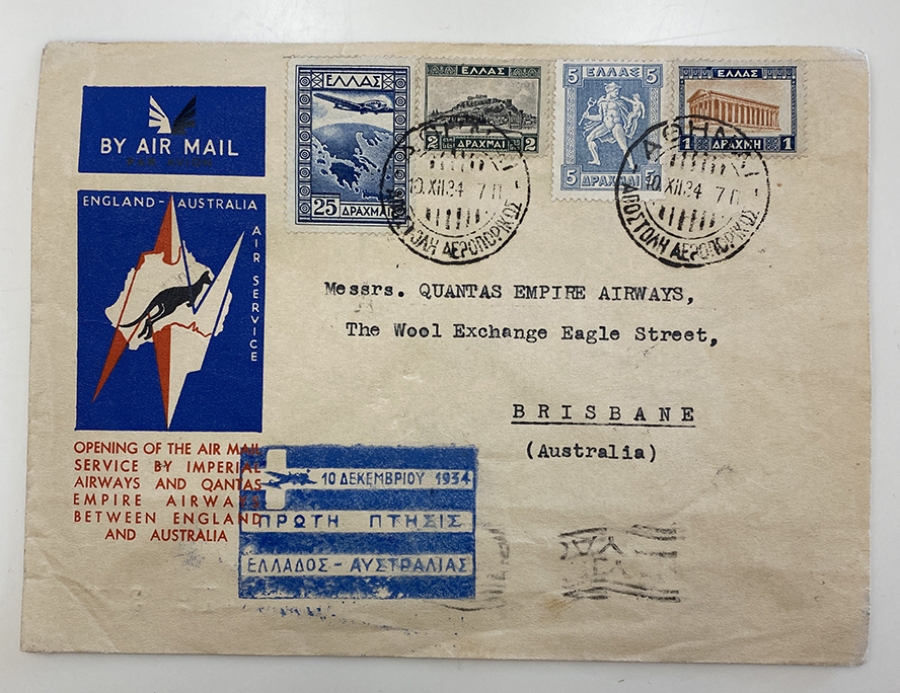 BY AIR MAIL
ENGLAND - AUSTRALIA
AIR SERVICE
OPENING OF THE AIR MAIL
SERVICE BY IMPERIAL
AIRWAYS AND QANTAS
EMPIRE AIRWAYS
BETWEEN ENGLAND
AND AUSTRALIA
ΕΛΛΑΣ
25 ΔΡΑΧΜΑΙ
ΕΛΛΑΣ
2 ΔΡΑΧΜΑΙ 2
5 ΕΛΛΑΣ 5
5 ΔΡΑΧΜΑΙ 5
ΕΛΛΑΣ
1 ΔΡΑΧΜΗ 1
ΑΘΗΝΑΙ
10.XII.34 7 Π
ΑΠΟΣΤΟΛΗ ΑΕΡΟΠΟΡΙΚΩΣ
ΑΘΗΝΑΙ
10.XII.34 7 Π
ΑΠΟΣΤΟΛΗ ΑΕΡΟΠΟΡΙΚΩΣ
Messrs. QUANTAS EMPIRE AIRWAYS,
The Wool Exchange Eagle Street,
BRISBANE
(Australia)
10 ΔΕΚΕΜΒΡΙΟΥ 1934
ΠΡΩΤΗ ΠΤΗΣΙΣ
ΕΛΛΑΔΟΣ - ΑΥΣΤΡΑΛΙΑΣ